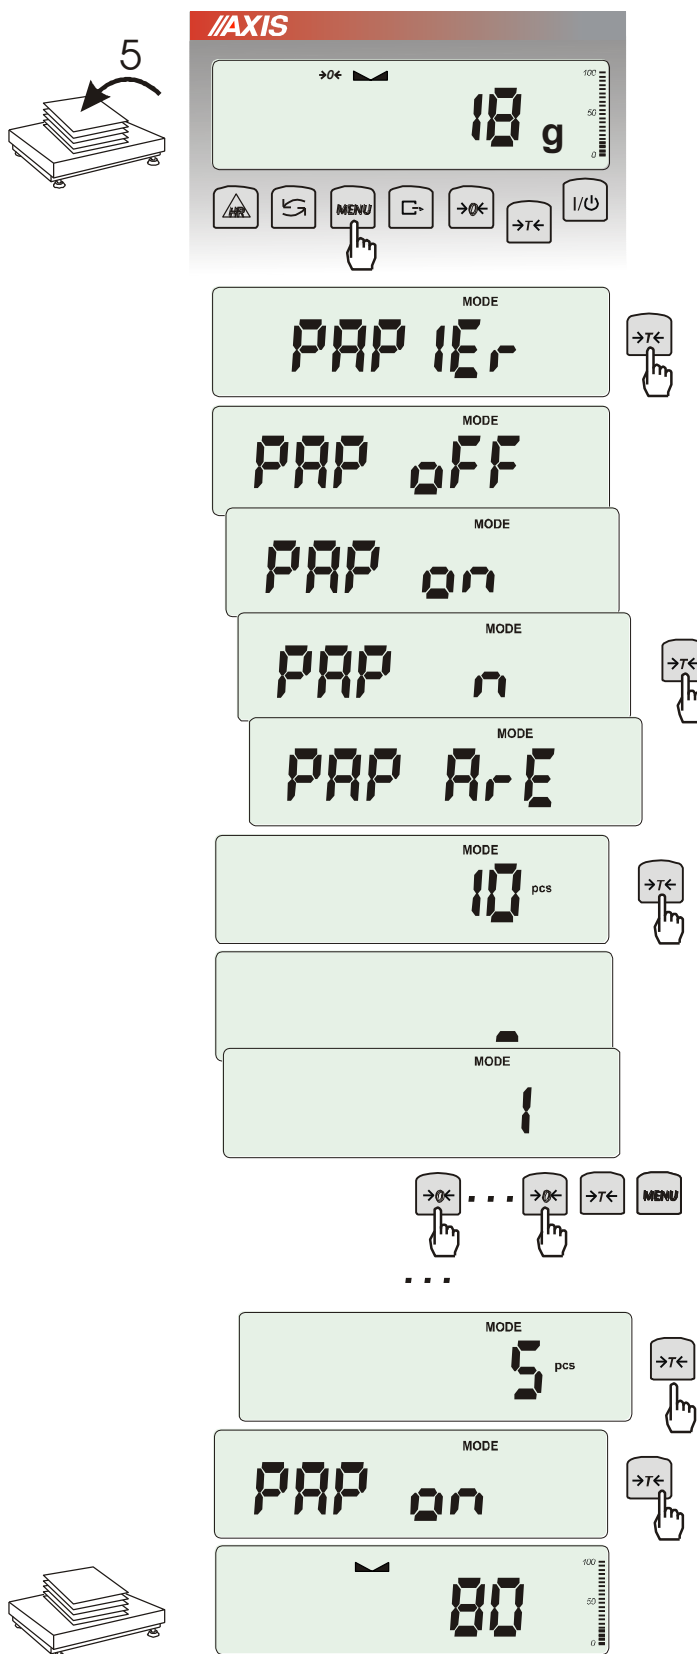 //AXIS
5
→0← 100
18 g 50
0
HR MENU →0← →T← I/⏻
MODE
PAPIEr →T←
MODE
PAP oFF
MODE
PAP on
MODE
PAP n →T←
MODE
PAP ArE
MODE
10 pcs →T←
MODE
1
→0← ... →0← →T← MENU
...
MODE
5 pcs →T←
MODE
PAP on →T←
100
80 50
0